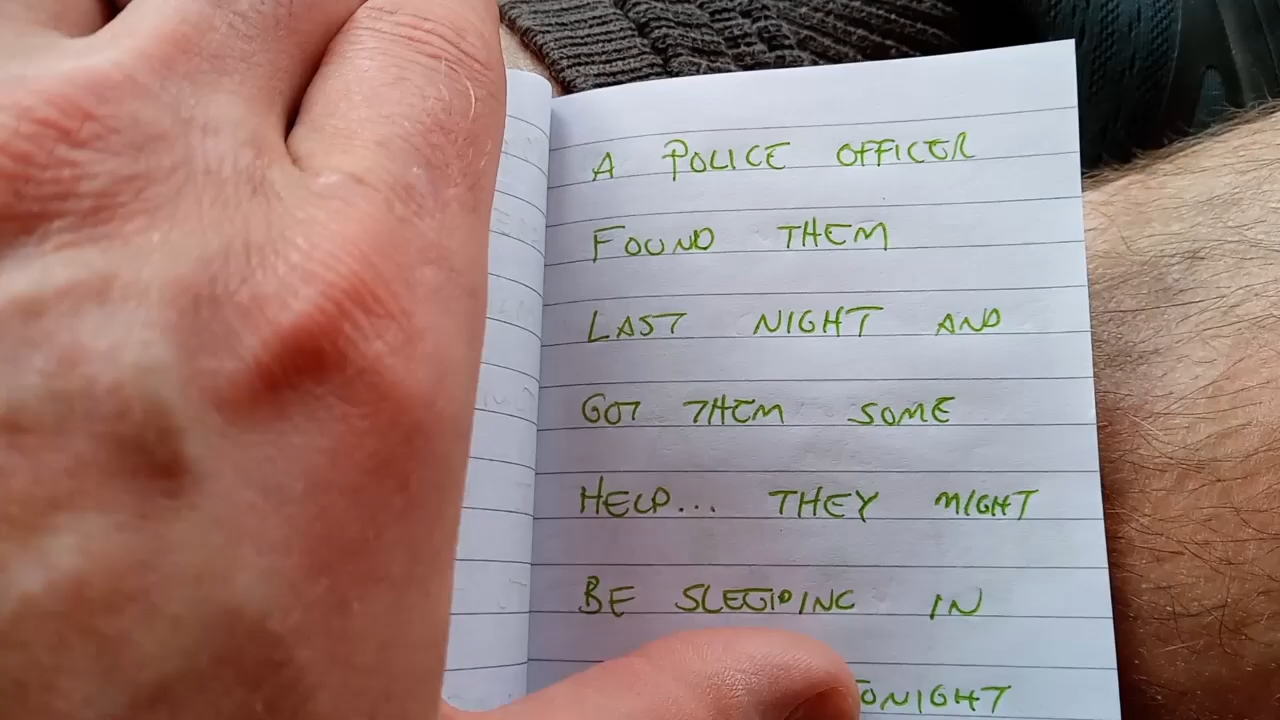 A POLICE OFFICER
FOUND THEM
LAST NIGHT AND
GOT THEM SOME
HELP... THEY MIGHT
BE SLEEPING IN
TONIGHT